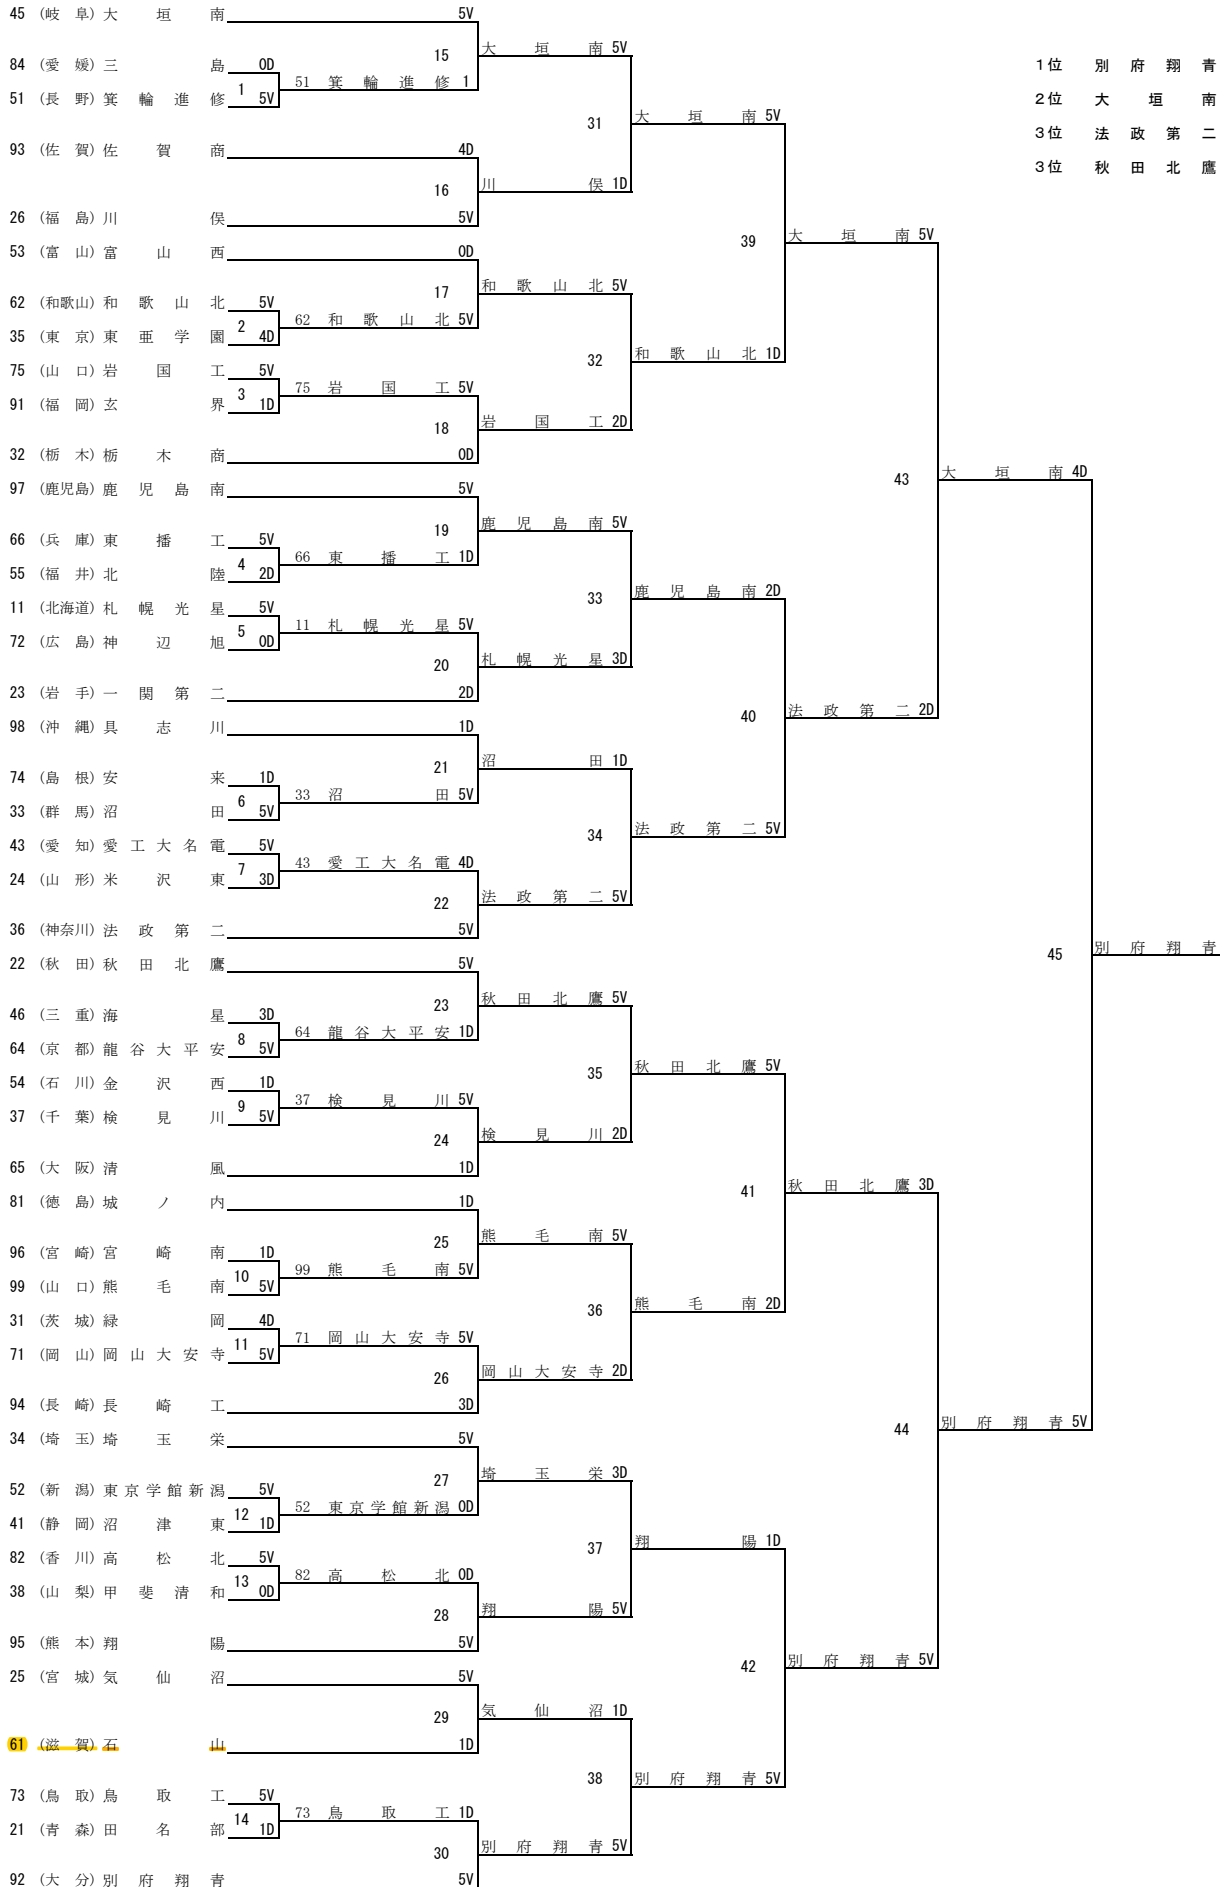 45 (岐阜) 大垣南 5V
15 大垣南 5V
84 (愛媛) 三島 0D
1位 別府翔青
1 51 箕輪進修 1
51 (長野) 箕輪進修 5V
2位 大垣南
31 大垣南 5V
3位 法政第二
93 (佐賀) 佐賀商 4D
3位 秋田北鷹
16 川俣 1D
26 (福島) 川俣 5V
39 大垣南 5V
53 (富山) 富山西 0D
17 和歌山北 5V
62 (和歌山) 和歌山北 5V
2 62 和歌山北 5V
35 (東京) 東亜学園 4D
32 和歌山北 1D
75 (山口) 岩国工 5V
3 75 岩国工 5V
91 (福岡) 玄界 1D
18 岩国工 2D
32 (栃木) 栃木商 0D
43 大垣南 4D
97 (鹿児島) 鹿児島南 5V
19 鹿児島南 5V
66 (兵庫) 東播工 5V
4 66 東播工 1D
55 (福井) 北陸 2D
33 鹿児島南 2D
11 (北海道) 札幌光星 5V
5 11 札幌光星 5V
72 (広島) 神辺旭 0D
20 札幌光星 3D
23 (岩手) 一関第二 2D
40 法政第二 2D
98 (沖縄) 具志川 1D
21 沼田 1D
74 (島根) 安来 1D
6 33 沼田 5V
33 (群馬) 沼田 5V
34 法政第二 5V
43 (愛知) 愛工大名電 5V
7 43 愛工大名電 4D
24 (山形) 米沢東 3D
22 法政第二 5V
36 (神奈川) 法政第二 5V
45 別府翔青
22 (秋田) 秋田北鷹 5V
23 秋田北鷹 5V
46 (三重) 海星 3D
8 64 龍谷大平安 1D
64 (京都) 龍谷大平安 5V
35 秋田北鷹 5V
54 (石川) 金沢西 1D
9 37 検見川 5V
37 (千葉) 検見川 5V
24 検見川 2D
65 (大阪) 清風 1D
41 秋田北鷹 3D
81 (徳島) 城ノ内 1D
25 熊毛南 5V
96 (宮崎) 宮崎南 1D
10 99 熊毛南 5V
99 (山口) 熊毛南 5V
36 熊毛南 2D
31 (茨城) 緑岡 4D
11 71 岡山大安寺 5V
71 (岡山) 岡山大安寺 5V
26 岡山大安寺 2D
94 (長崎) 長崎工 3D
44 別府翔青 5V
34 (埼玉) 埼玉栄 5V
27 埼玉栄 3D
52 (新潟) 東京学館新潟 5V
12 52 東京学館新潟 0D
41 (静岡) 沼津東 1D
37 翔陽 1D
82 (香川) 高松北 5V
13 82 高松北 0D
38 (山梨) 甲斐清和 0D
28 翔陽 5V
95 (熊本) 翔陽 5V
42 別府翔青 5V
25 (宮城) 気仙沼 5V
29 気仙沼 1D
61 (滋賀) 石山 1D
38 別府翔青 5V
73 (鳥取) 鳥取工 5V
14 73 鳥取工 1D
21 (青森) 田名部 1D
30 別府翔青 5V
92 (大分) 別府翔青 5V